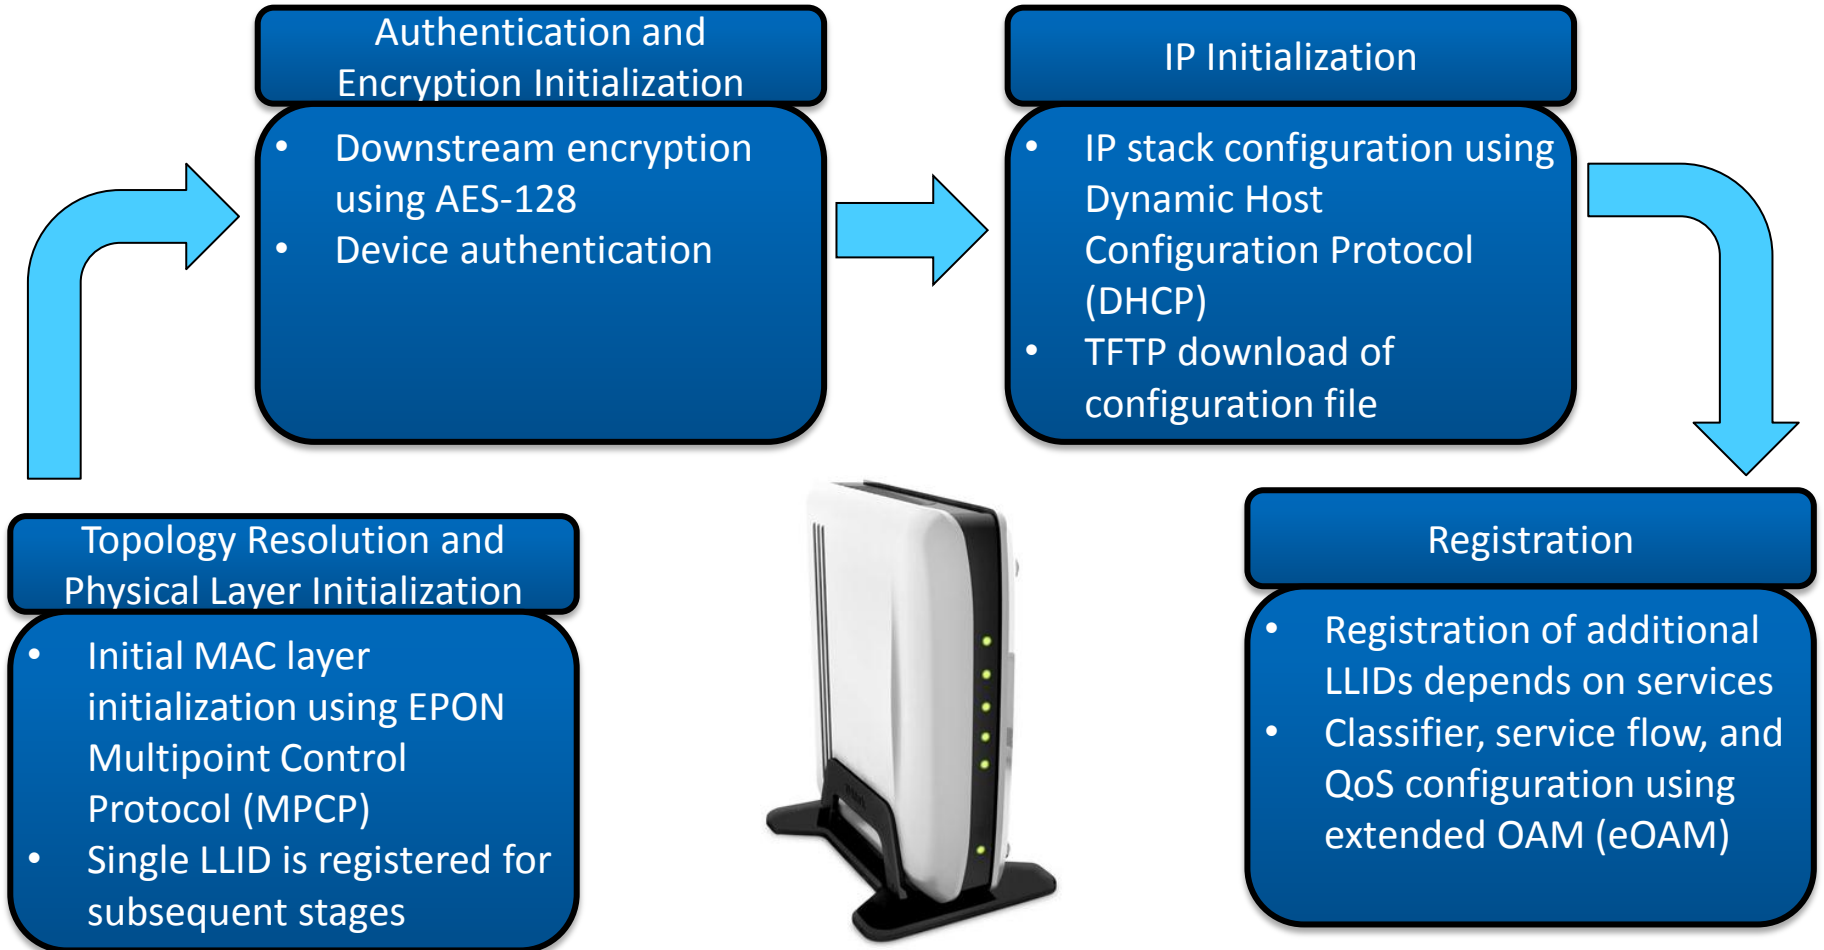 Authentication and
Encryption Initialization
• Downstream encryption
using AES-128
• Device authentication
IP Initialization
• IP stack configuration using
Dynamic Host
Configuration Protocol
(DHCP)
• TFTP download of
configuration file
Topology Resolution and
Physical Layer Initialization
• Initial MAC layer
initialization using EPON
Multipoint Control
Protocol (MPCP)
• Single LLID is registered for
subsequent stages
Registration
• Registration of additional
LLIDs depends on services
• Classifier, service flow, and
QoS configuration using
extended OAM (eOAM)